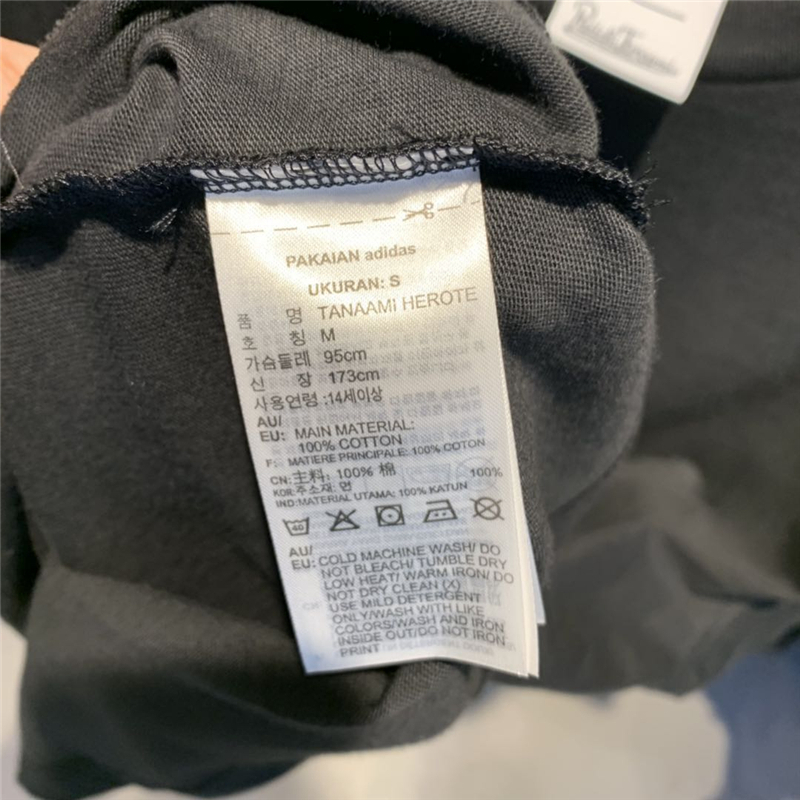 PAKAIAN adidas
UKURAN: S
품 명 TANAAMI HEROTE
호 칭 M
가슴둘레 95cm
신 장 173cm
사용연령 :14세이상
AU/
EU: MAIN MATERIAL:
100% COTTON
F: MATIERE PRINCIPALE: 100% COTON
CN:主料: 100% 棉
KOR:주소재: 면 100%
IND:MATERIAL UTAMA: 100% KATUN
40
AU/
EU: COLD MACHINE WASH/ DO
NOT BLEACH/ TUMBLE DRY
LOW HEAT/ WARM IRON/ DO
NOT DRY CLEAN (X)
USE MILD DETERGENT
ONLY/WASH WITH LIKE
COLORS/WASH AND IRON
INSIDE OUT/DO NOT IRON
PRINT